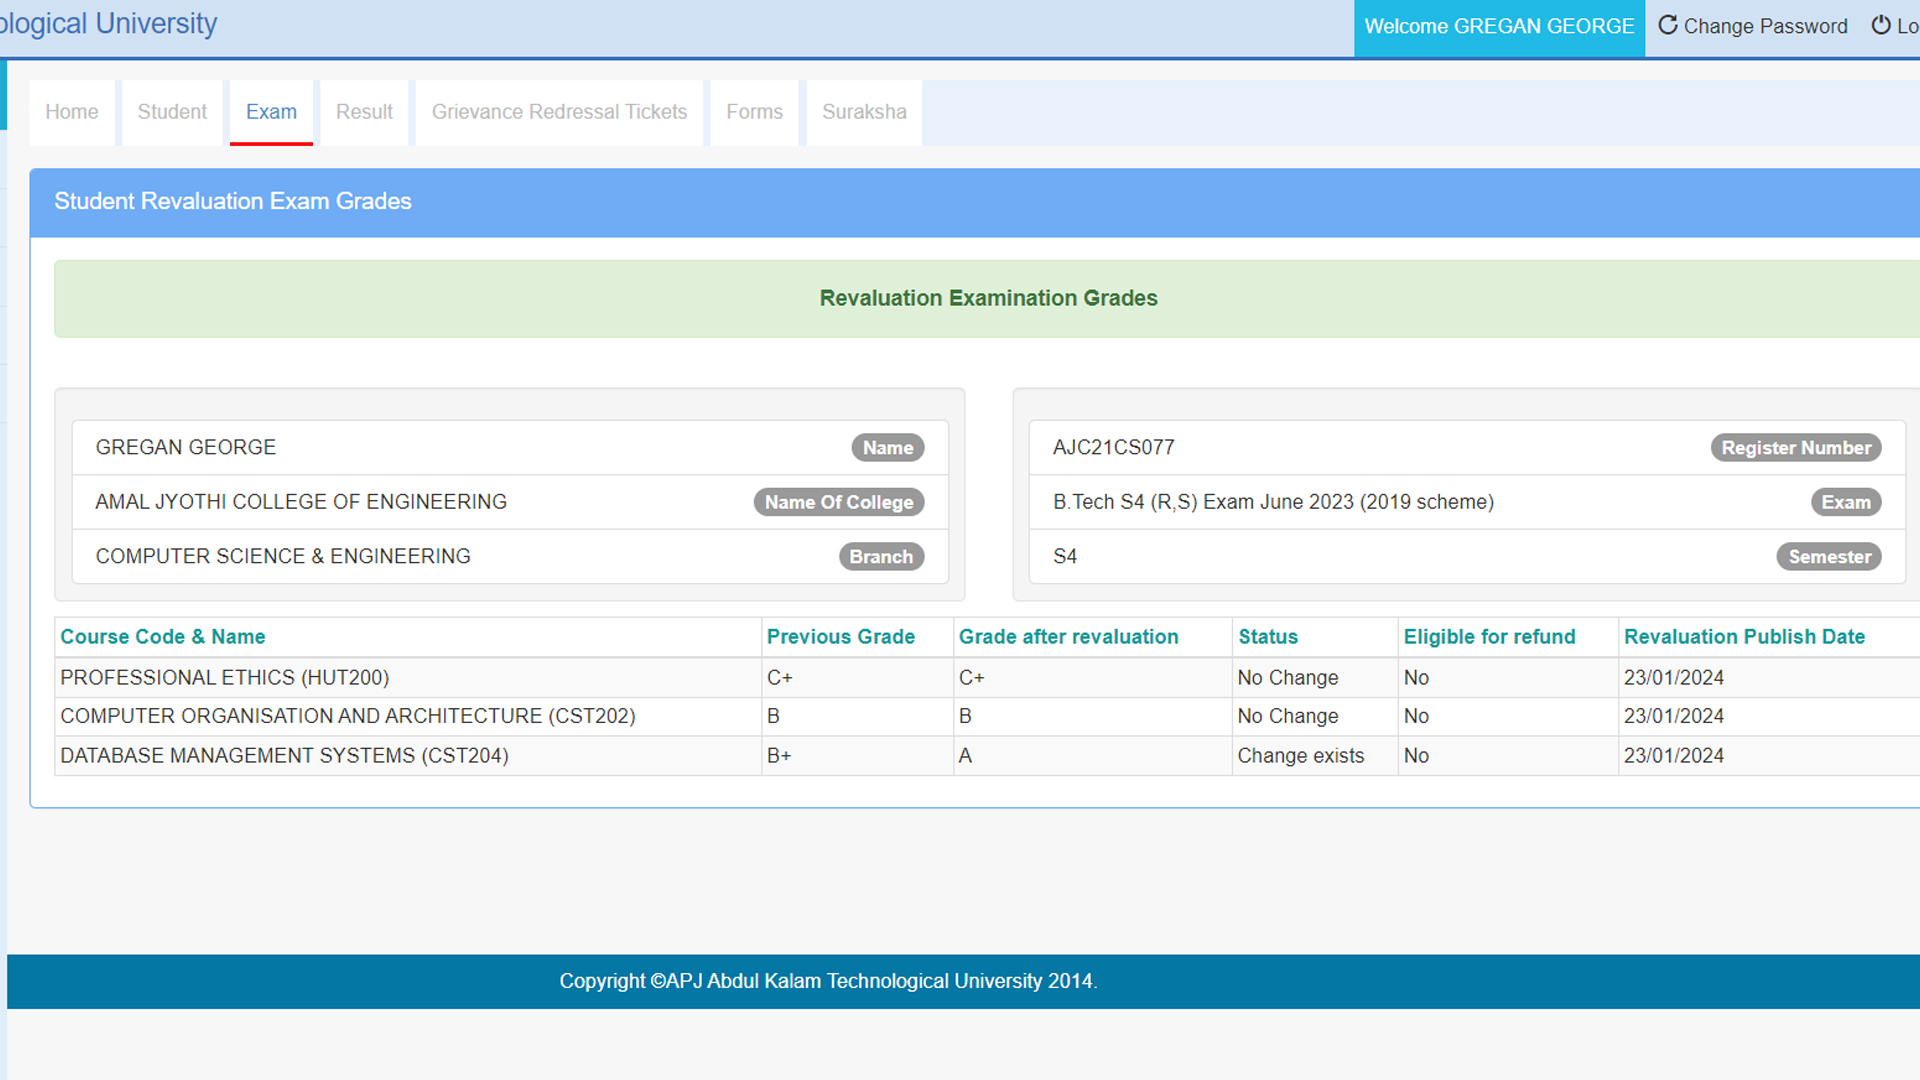 ological University
Welcome GREGAN GEORGE Change Password Lo
Home Student Exam Result Grievance Redressal Tickets Forms Suraksha
Student Revaluation Exam Grades
Revaluation Examination Grades
GREGAN GEORGE Name
AMAL JYOTHI COLLEGE OF ENGINEERING Name Of College
COMPUTER SCIENCE & ENGINEERING Branch
AJC21CS077 Register Number
B.Tech S4 (R,S) Exam June 2023 (2019 scheme) Exam
S4 Semester
Course Code & Name Previous Grade Grade after revaluation Status Eligible for refund Revaluation Publish Date
PROFESSIONAL ETHICS (HUT200) C+ C+ No Change No 23/01/2024
COMPUTER ORGANISATION AND ARCHITECTURE (CST202) B B No Change No 23/01/2024
DATABASE MANAGEMENT SYSTEMS (CST204) B+ A Change exists No 23/01/2024
Copyright ©APJ Abdul Kalam Technological University 2014.